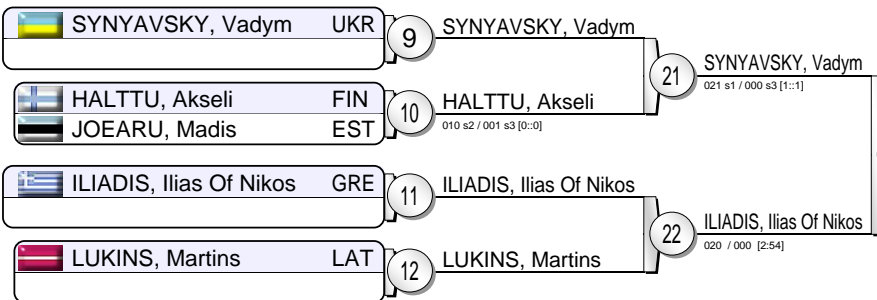 SYNYAVSKY, Vadym UKR
9
SYNYAVSKY, Vadym
21
SYNYAVSKY, Vadym
021 s1 / 000 s3 [1::1]
HALTTU, Akseli FIN
JOEARU, Madis EST
10
HALTTU, Akseli
010 s2 / 001 s3 [0::0]
ILIADIS, Ilias Of Nikos GRE
11
ILIADIS, Ilias Of Nikos
22
ILIADIS, Ilias Of Nikos
020 / 000 [2:54]
LUKINS, Martins LAT
12
LUKINS, Martins